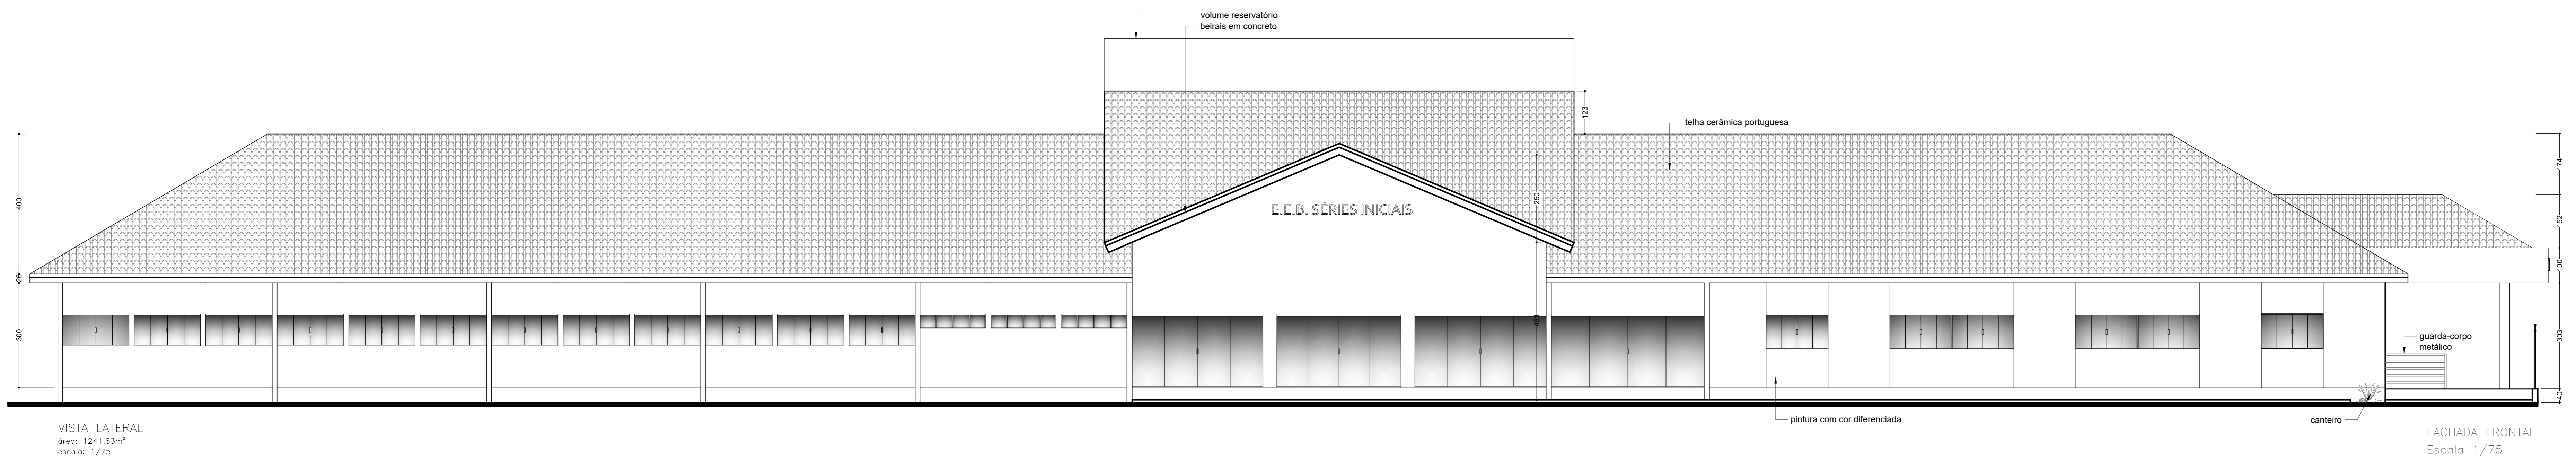 volume reservatório
beirais em concreto
123
telha cerâmica portuguesa
400
250
174
E.E.B. SÉRIES INICIAIS
152
20
100
300
451
303
guarda-corpo
metálico
40
pintura com cor diferenciada
canteiro
VISTA LATERAL
área: 1241,83m²
escala: 1/75
FACHADA FRONTAL
Escala 1/75